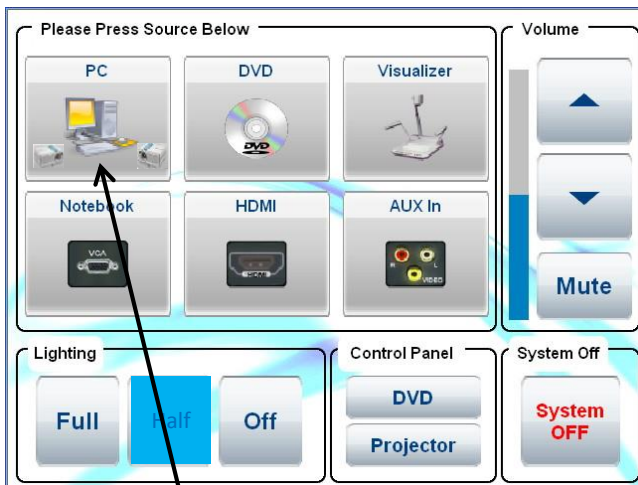 Please Press Source Below
PC
DVD
Visualizer
DVD
Notebook
HDMI
AUX In
VGA
HDMI
R
L
VIDEO
Volume
Mute
Lighting
Full
Half
Off
Control Panel
DVD
Projector
System Off
System
OFF